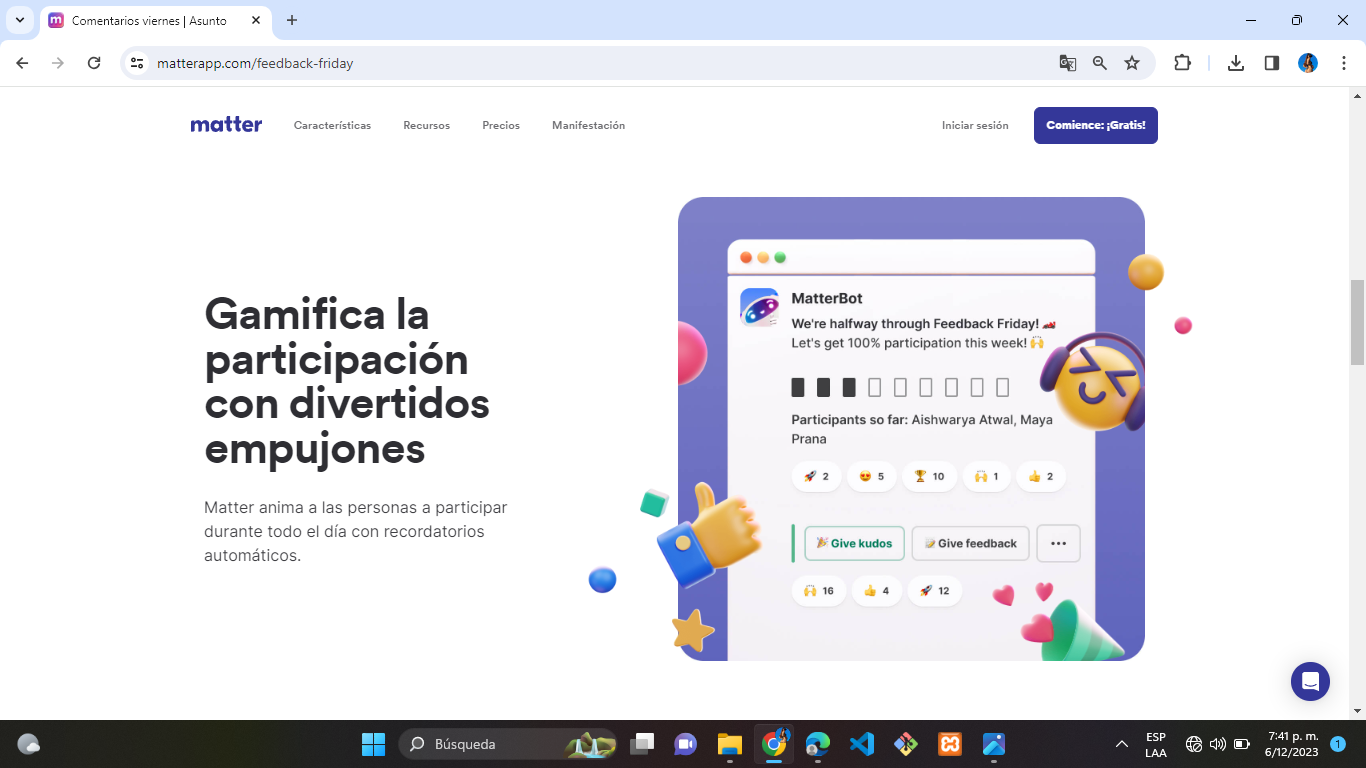 Comentarios viernes | Asunto
matterapp.com/feedback-friday
matter
Características
Recursos
Precios
Manifestación
Iniciar sesión
Comience: ¡Gratis!
Gamifica la
participación
con divertidos
empujones
Matter anima a las personas a participar
durante todo el día con recordatorios
automáticos.
MatterBot
We're halfway through Feedback Friday! 🏎️
Let's get 100% participation this week! 🙌
Participants so far: Aishwarya Atwal, Maya
Prana
🚀 2 😍 5 🏆 10 🙌 1 👍 2
🎉 Give kudos 📝 Give feedback •••
🙌 16 👍 4 🚀 12
Búsqueda
ESP
LAA
7:41 p. m.
6/12/2023
1